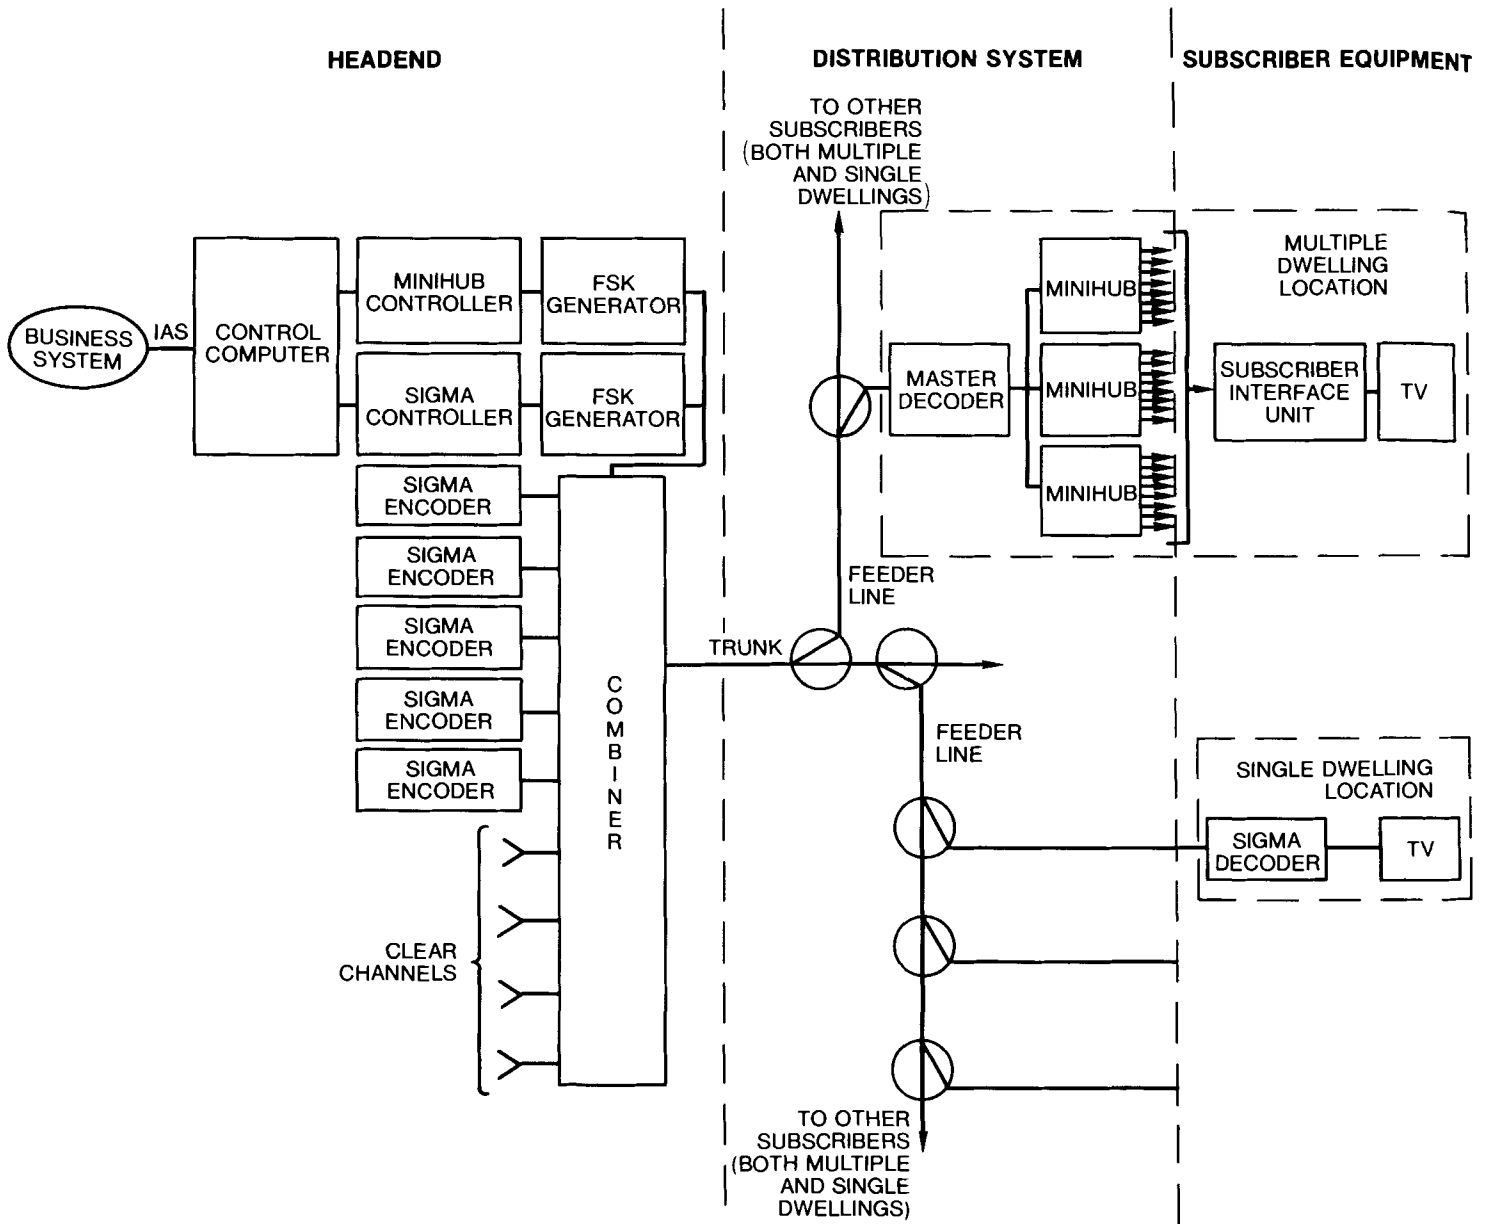 HEADEND
DISTRIBUTION SYSTEM
SUBSCRIBER EQUIPMENT
TO OTHER
SUBSCRIBERS
(BOTH MULTIPLE
AND SINGLE
DWELLINGS)
BUSINESS
SYSTEM
IAS
CONTROL
COMPUTER
MINIHUB
CONTROLLER
FSK
GENERATOR
SIGMA
CONTROLLER
FSK
GENERATOR
SIGMA
ENCODER
SIGMA
ENCODER
SIGMA
ENCODER
SIGMA
ENCODER
SIGMA
ENCODER
CLEAR
CHANNELS
COMBINER
TRUNK
FEEDER
LINE
MASTER
DECODER
MINIHUB
MINIHUB
MINIHUB
MULTIPLE
DWELLING
LOCATION
SUBSCRIBER
INTERFACE
UNIT
TV
FEEDER
LINE
SINGLE DWELLING
LOCATION
SIGMA
DECODER
TV
TO OTHER
SUBSCRIBERS
(BOTH MULTIPLE
AND SINGLE
DWELLINGS)